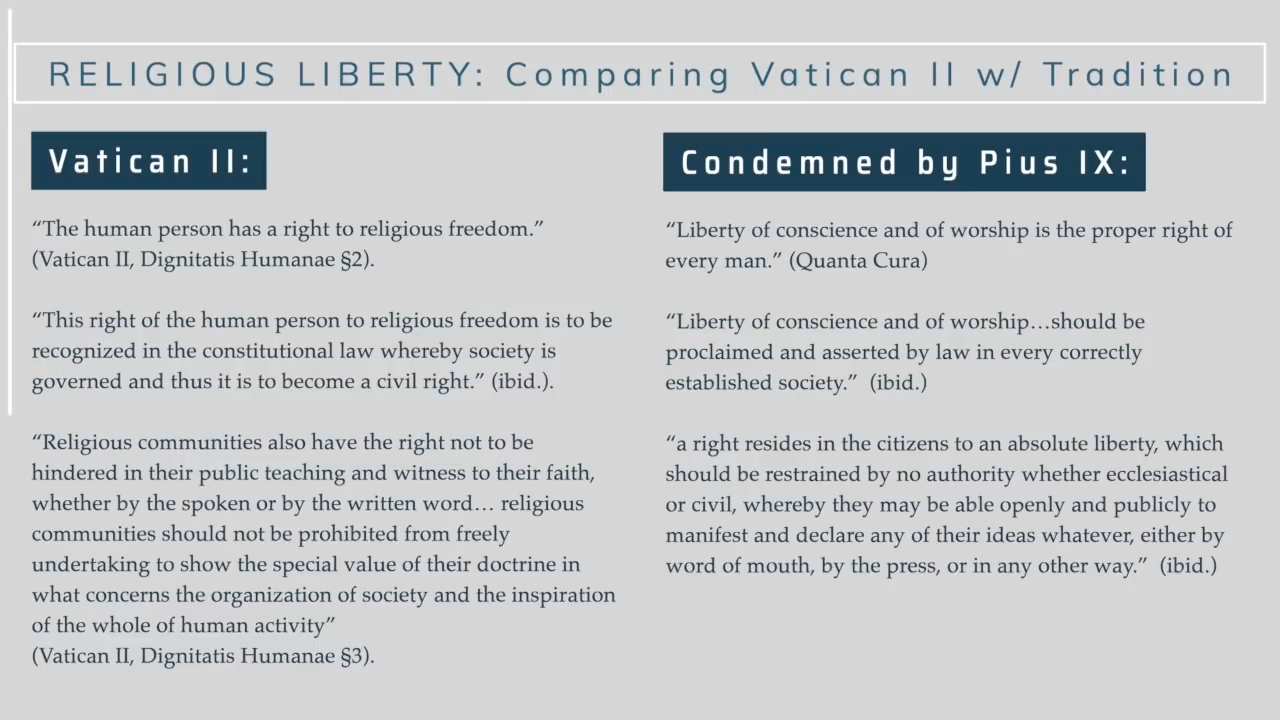 RELIGIOUS LIBERTY: Comparing Vatican II w/ Tradition
Vatican II:
“The human person has a right to religious freedom.”
(Vatican II, Dignitatis Humanae §2).
“This right of the human person to religious freedom is to be
recognized in the constitutional law whereby society is
governed and thus it is to become a civil right.” (ibid.).
“Religious communities also have the right not to be
hindered in their public teaching and witness to their faith,
whether by the spoken or by the written word… religious
communities should not be prohibited from freely
undertaking to show the special value of their doctrine in
what concerns the organization of society and the inspiration
of the whole of human activity”
(Vatican II, Dignitatis Humanae §3).
Condemned by Pius IX:
“Liberty of conscience and of worship is the proper right of
every man.” (Quanta Cura)
“Liberty of conscience and of worship…should be
proclaimed and asserted by law in every correctly
established society.” (ibid.)
“a right resides in the citizens to an absolute liberty, which
should be restrained by no authority whether ecclesiastical
or civil, whereby they may be able openly and publicly to
manifest and declare any of their ideas whatever, either by
word of mouth, by the press, or in any other way.” (ibid.)